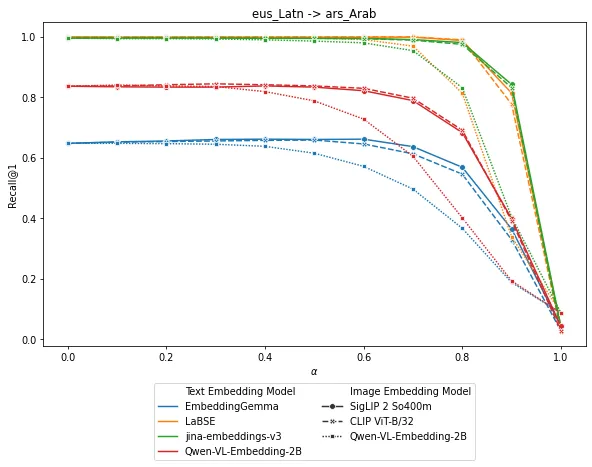 eus_Latn -> ars_Arab
1.0
0.8
0.6
0.4
0.2
0.0
Recall@1
0.0 0.2 0.4 0.6 0.8 1.0
α
Text Embedding Model
EmbeddingGemma
LaBSE
jina-embeddings-v3
Qwen-VL-Embedding-2B
Image Embedding Model
SigLIP 2 So400m
CLIP ViT-B/32
Qwen-VL-Embedding-2B